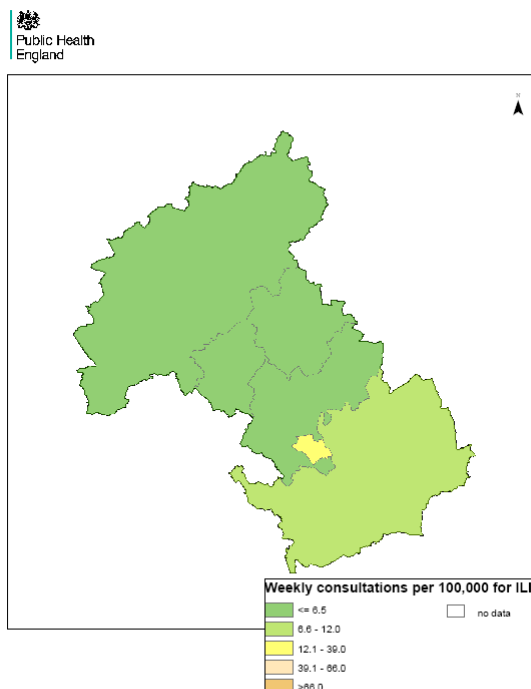 Public Health
England
N
Weekly consultations per 100,000 for ILI
<= 6.5
no data
6.6 - 12.0
12.1 - 39.0
39.1 - 66.0
>66.0